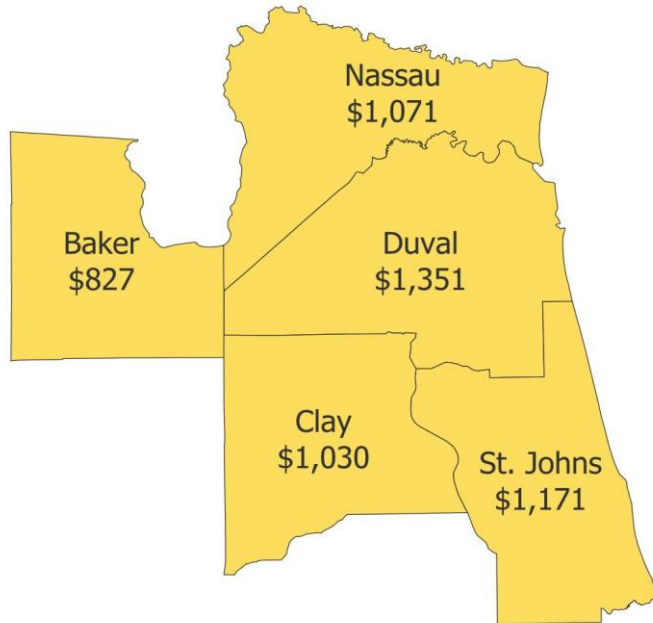 Nassau
$1,071
Baker
$827
Duval
$1,351
Clay
$1,030
St. Johns
$1,171